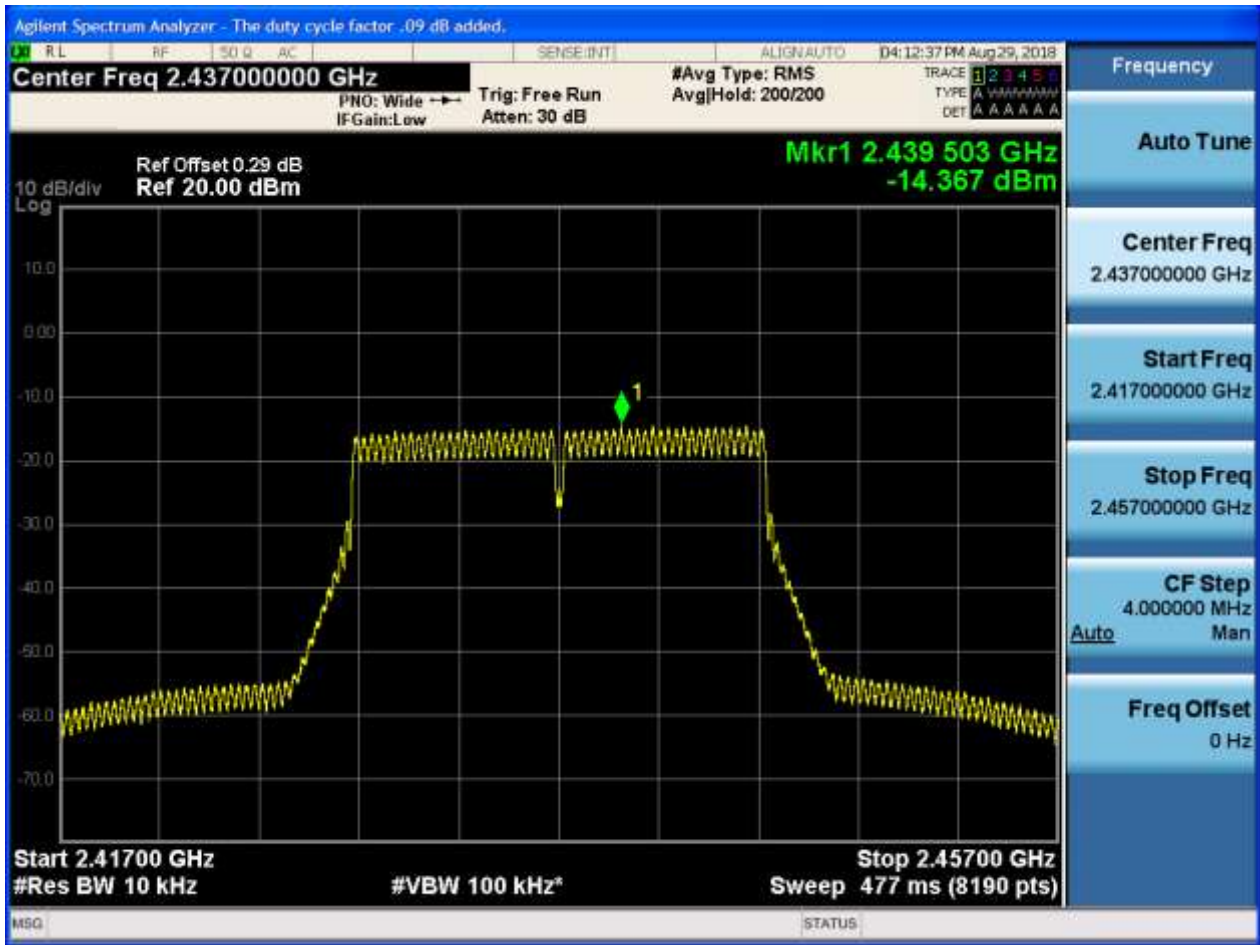 Agilent Spectrum Analyzer - The duty cycle factor .09 dB added.
RL RF 50 Ω AC SENSE:INT ALIGN AUTO 04:12:37 PM Aug 29, 2018
Center Freq 2.437000000 GHz
PNO: Wide
IFGain:Low
Trig: Free Run
Atten: 30 dB
#Avg Type: RMS
Avg|Hold: 200/200
TRACE 1 2 3 4 5 6
TYPE A WWWWW
DET A A A A A A
Ref Offset 0.29 dB
10 dB/div Ref 20.00 dBm
Log
Mkr1 2.439 503 GHz
-14.367 dBm
10.0
0.00
-10.0
1
-20.0
-30.0
-40.0
-50.0
-60.0
-70.0
Start 2.41700 GHz Stop 2.45700 GHz
#Res BW 10 kHz #VBW 100 kHz* Sweep 477 ms (8190 pts)
MSG STATUS
Frequency
Auto Tune
Center Freq
2.437000000 GHz
Start Freq
2.417000000 GHz
Stop Freq
2.457000000 GHz
CF Step
4.000000 MHz
Auto Man
Freq Offset
0 Hz